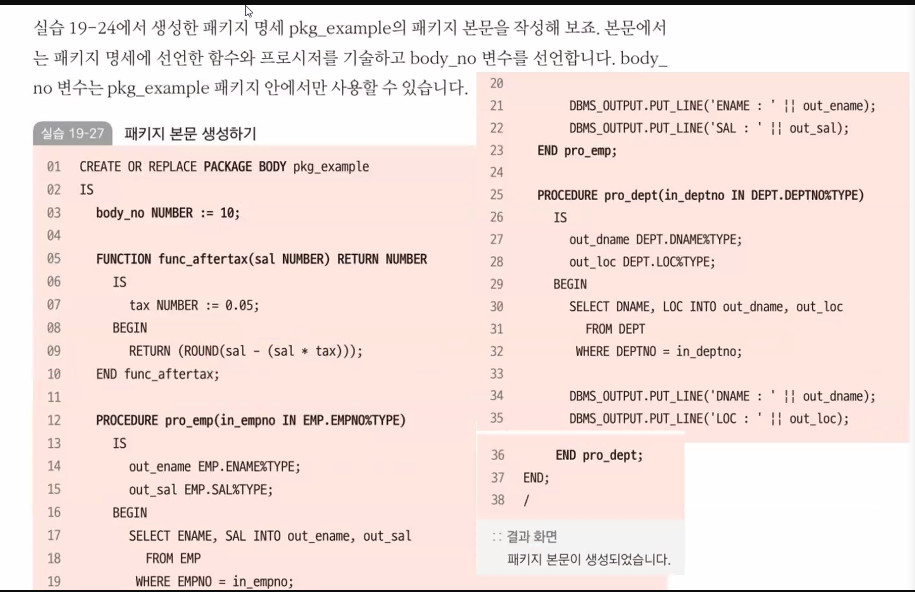 실습 19-24에서 생성한 패키지 명세 pkg_example의 패키지 본문을 작성해 보죠. 본문에서
는 패키지 명세에 선언한 함수와 프로시저를 기술하고 body_no 변수를 선언합니다. body_
no 변수는 pkg_example 패키지 안에서만 사용할 수 있습니다.
실습 19-27 패키지 본문 생성하기
01 CREATE OR REPLACE PACKAGE BODY pkg_example
02 IS
03 body_no NUMBER := 10;
04
05 FUNCTION func_aftertax(sal NUMBER) RETURN NUMBER
06 IS
07 tax NUMBER := 0.05;
08 BEGIN
09 RETURN (ROUND(sal - (sal * tax)));
10 END func_aftertax;
11
12 PROCEDURE pro_emp(in_empno IN EMP.EMPNO%TYPE)
13 IS
14 out_ename EMP.ENAME%TYPE;
15 out_sal EMP.SAL%TYPE;
16 BEGIN
17 SELECT ENAME, SAL INTO out_ename, out_sal
18 FROM EMP
19 WHERE EMPNO = in_empno;
20
21 DBMS_OUTPUT.PUT_LINE('ENAME : ' || out_ename);
22 DBMS_OUTPUT.PUT_LINE('SAL : ' || out_sal);
23 END pro_emp;
24
25 PROCEDURE pro_dept(in_deptno IN DEPT.DEPTNO%TYPE)
26 IS
27 out_dname DEPT.DNAME%TYPE;
28 out_loc DEPT.LOC%TYPE;
29 BEGIN
30 SELECT DNAME, LOC INTO out_dname, out_loc
31 FROM DEPT
32 WHERE DEPTNO = in_deptno;
33
34 DBMS_OUTPUT.PUT_LINE('DNAME : ' || out_dname);
35 DBMS_OUTPUT.PUT_LINE('LOC : ' || out_loc);
36 END pro_dept;
37 END;
38 /
:: 결과 화면
패키지 본문이 생성되었습니다.